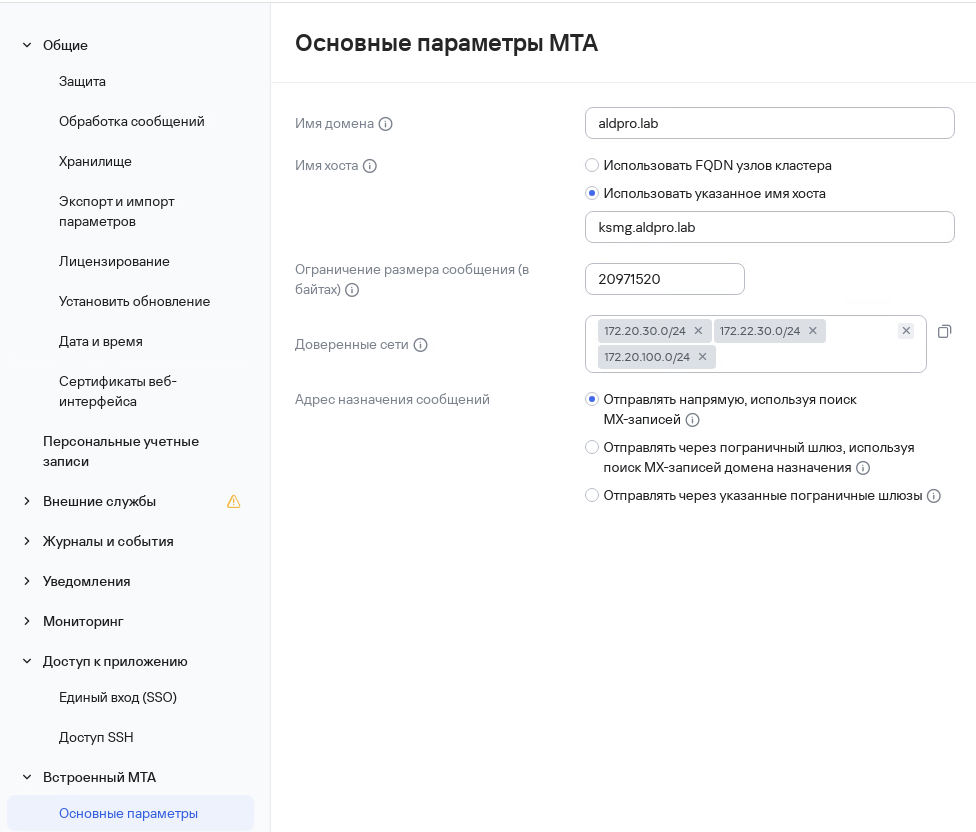 Общие
Защита
Обработка сообщений
Хранилище
Экспорт и импорт
параметров
Лицензирование
Установить обновление
Дата и время
Сертификаты веб-
интерфейса
Персональные учетные
записи
Внешние службы
Журналы и события
Уведомления
Мониторинг
Доступ к приложению
Единый вход (SSO)
Доступ SSH
Встроенный MTA
Основные параметры
Основные параметры MTA
Имя домена
aldpro.lab
Имя хоста
Использовать FQDN узлов кластера
Использовать указанное имя хоста
ksmg.aldpro.lab
Ограничение размера сообщения (в
байтах)
20971520
Доверенные сети
172.20.30.0/24 172.22.30.0/24
172.20.100.0/24
Адрес назначения сообщений
Отправлять напрямую, используя поиск
MX-записей
Отправлять через пограничный шлюз, используя
поиск MX-записей домена назначения
Отправлять через указанные пограничные шлюзы